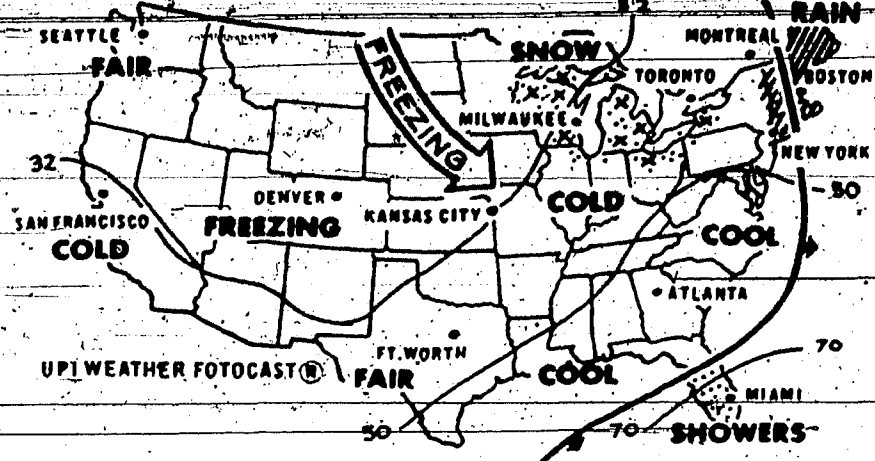 32
RAIN
SEATTLE
MONTREAL
SNOW
FAIR
FREEZING
TORONTO
BOSTON
MILWAUKEE
NEW YORK
32
DENVER
KANSAS CITY
COLD
50
SAN FRANCISCO
FREEZING
COLD
COOL
ATLANTA
UPI WEATHER FOTOCAST ®
FT. WORTH
70
FAIR
COOL
MIAMI
50
70
SHOWERS